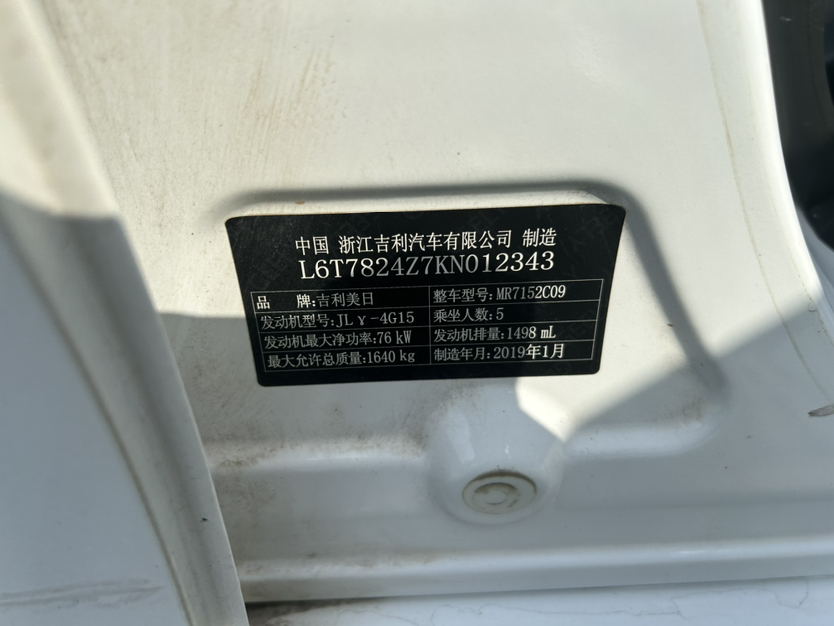 中国 浙江吉利汽车有限公司 制造
L6T7824Z7KN012343
品 牌:吉利美日 整车型号:MR7152C09
发动机型号:JLγ-4G15 乘坐人数:5
发动机最大净功率:76 kW 发动机排量:1498 mL
最大允许总质量:1640 kg 制造年月:2019年1月